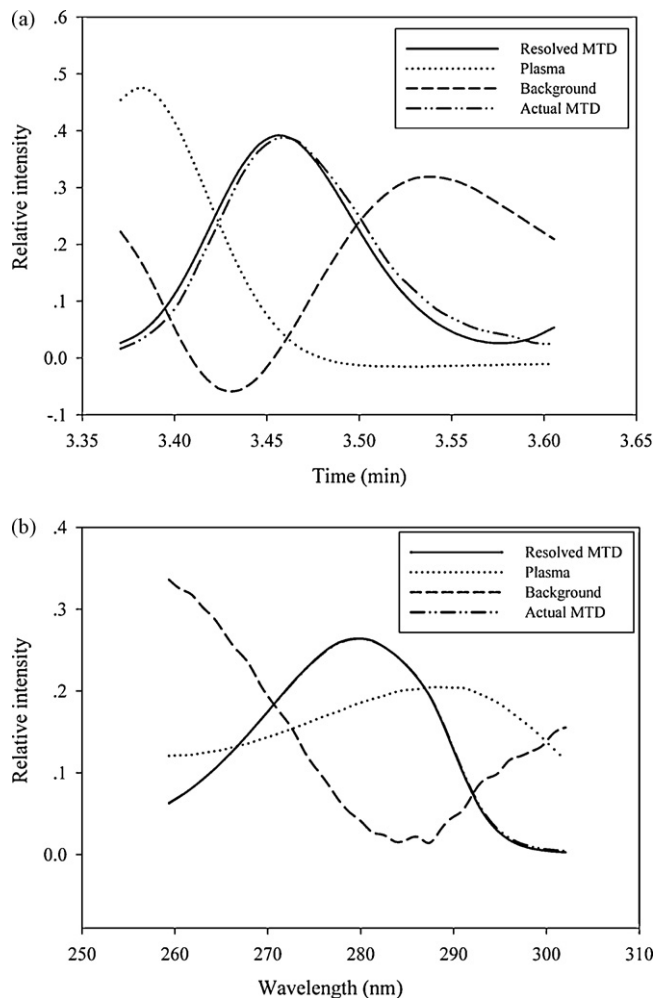 (a)
.6
.5
.4
.3
.2
.1
0.0
-.1
Relative intensity
Resolved MTD
Plasma
Background
Actual MTD
3.35 3.40 3.45 3.50 3.55 3.60 3.65
Time (min)
(b)
.4
.3
.2
.1
0.0
Relative intensity
Resolved MTD
Plasma
Background
Actual MTD
250 260 270 280 290 300 310
Wavelength (nm)